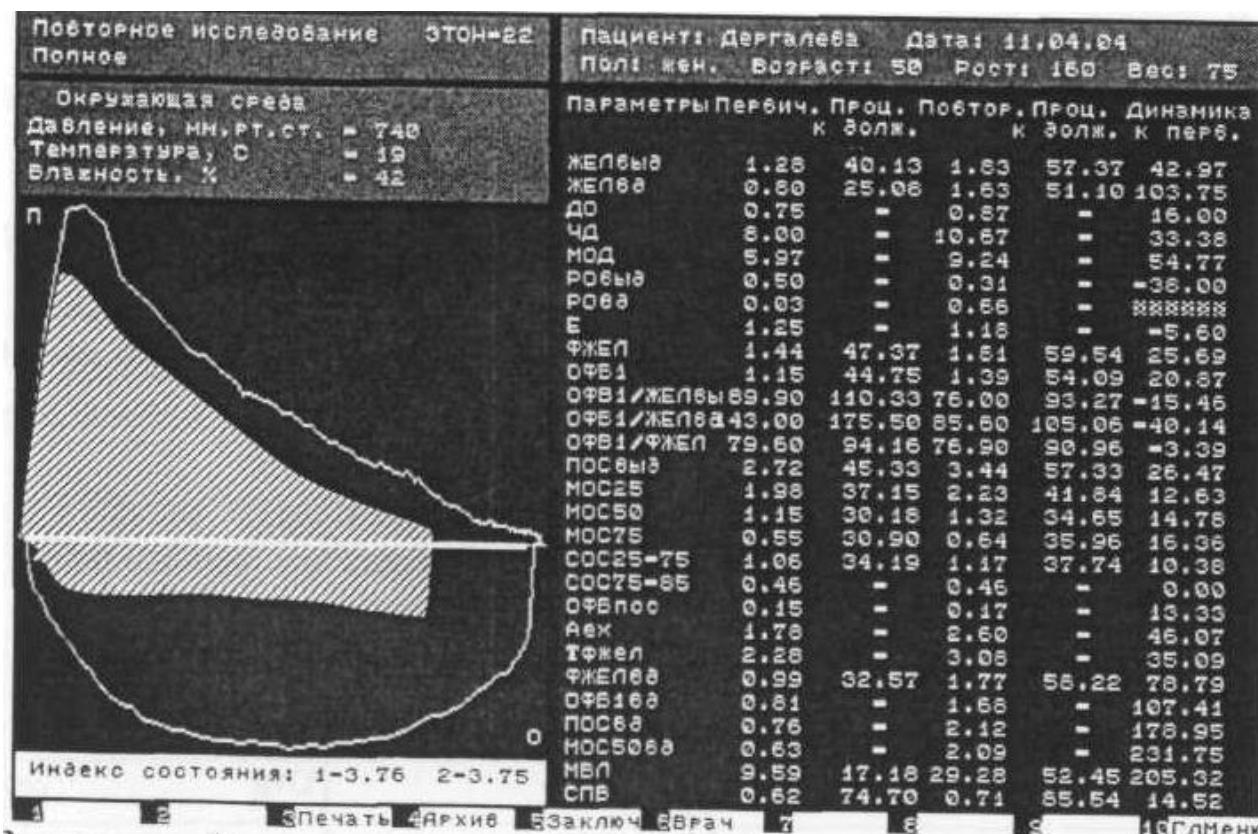 Повторное исследование ЭТОН-22
Полное
Окружающая среда
Давление, мм.рт.ст. = 740
Температура, С = 19
Влажность, % = 42
П
О
Индекс состояния: 1-3.76 2-3.75
Пациент: Дергалева Дата: 11.04.04
Пол: жен. Возраст: 50 Рост: 160 Вес: 75
Параметры Первич. Проц. Повтор. Проц. Динамика
к долж. к долж. к перв.
ЖЕЛвыд 1.28 40.13 1.83 57.37 42.97
ЖЕЛвд 0.80 25.08 1.63 51.10 103.75
ДО 0.75 - 0.87 - 16.00
ЧД 8.00 - 10.67 - 33.38
МОД 5.97 - 9.24 - 54.77
РОвыд 0.50 - 0.31 - -38.00
РОвд 0.03 - 0.66 -
Е 1.25 - 1.18 - -5.60
ФЖЕЛ 1.44 47.37 1.81 59.54 25.69
ОФВ1 1.15 44.75 1.39 54.09 20.87
ОФВ1/ЖЕЛвы 89.90 110.33 76.00 93.27 -15.46
ОФВ1/ЖЕЛвд 43.00 175.50 85.60 105.06 -40.14
ОФВ1/ФЖЕЛ 79.60 94.16 76.90 90.96 -3.39
ПОСвыд 2.72 45.33 3.44 57.33 26.47
МОС25 1.98 37.15 2.23 41.84 12.63
МОС50 1.15 30.18 1.32 34.65 14.78
МОС75 0.55 30.90 0.64 35.96 16.36
СОС25-75 1.06 34.19 1.17 37.74 10.38
СОС75-85 0.46 - 0.46 - 0.00
ОФВпос 0.15 - 0.17 - 13.33
Аех 1.78 - 2.60 - 46.07
Тфжел 2.28 - 3.08 - 35.09
ФЖЕЛвд 0.99 32.57 1.77 58.22 78.79
ОФВ1вд 0.81 - 1.68 - 107.41
ПОСвд 0.76 - 2.12 - 178.95
МОС50вд 0.63 - 2.09 - 231.75
МВЛ 9.59 17.18 29.28 52.45 205.32
СПВ 0.62 74.70 0.71 85.54 14.52
1 2 3Печать 4Архив 5Заключ 6Врач 7 8 9 10ГлМеню